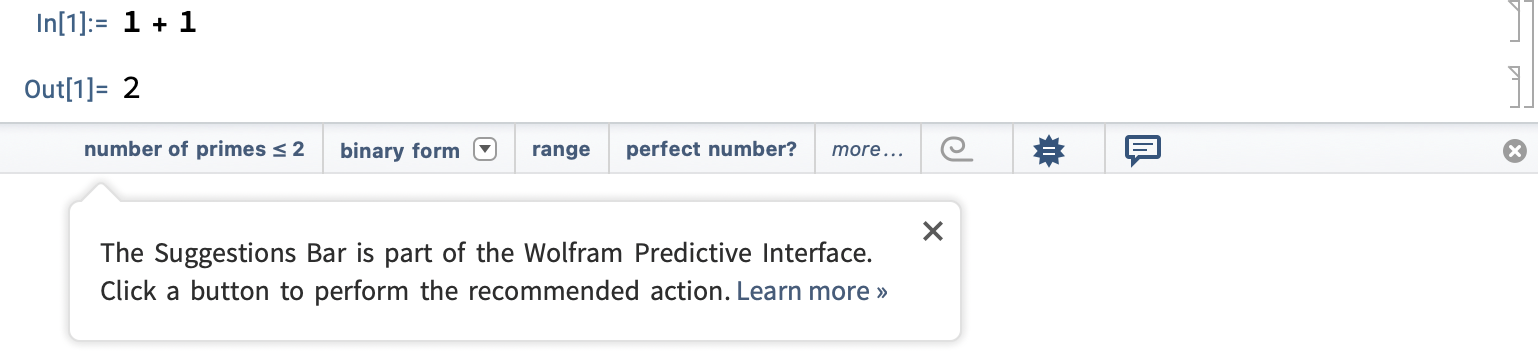 In[1]:= 1 + 1
Out[1]= 2
number of primes ≤ 2 binary form range perfect number? more…
The Suggestions Bar is part of the Wolfram Predictive Interface.
Click a button to perform the recommended action. Learn more »